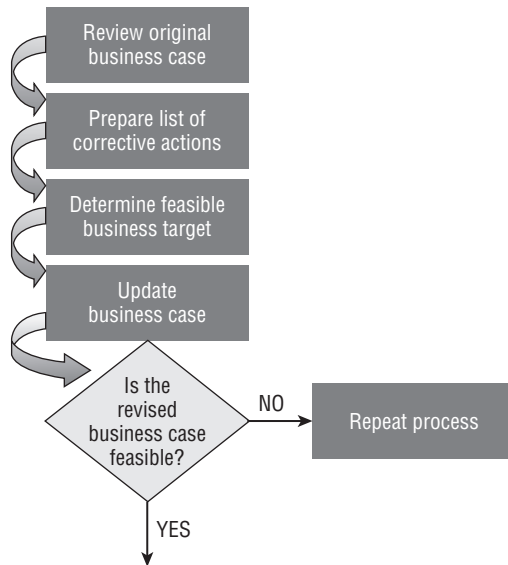 Review original
business case
Prepare list of
corrective actions
Determine feasible
business target
Update
business case
Is the
revised
business case
feasible?
NO
Repeat process
YES